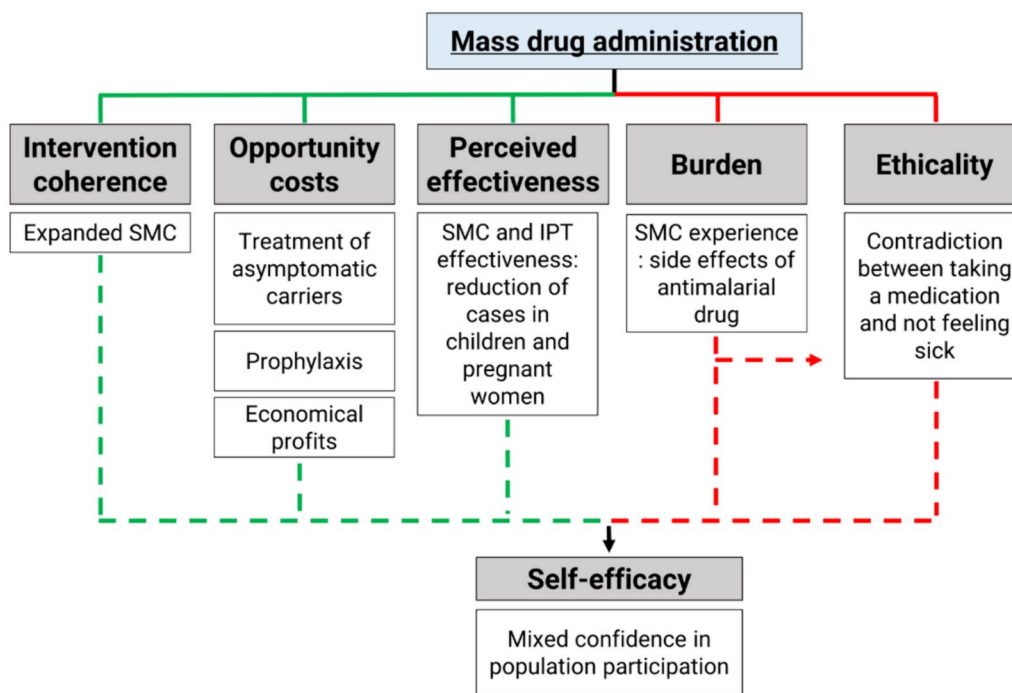 Mass drug administration
Intervention
coherence
Expanded SMC
Opportunity
costs
Treatment of
asymptomatic
carriers
Prophylaxis
Economical
profits
Perceived
effectiveness
SMC and IPT
effectiveness:
reduction of
cases in
children and
pregnant
women
Burden
SMC experience
: side effects of
antimalarial
drug
Ethicality
Contradiction
between taking
a medication
and not feeling
sick
Self-efficacy
Mixed confidence in
population participation